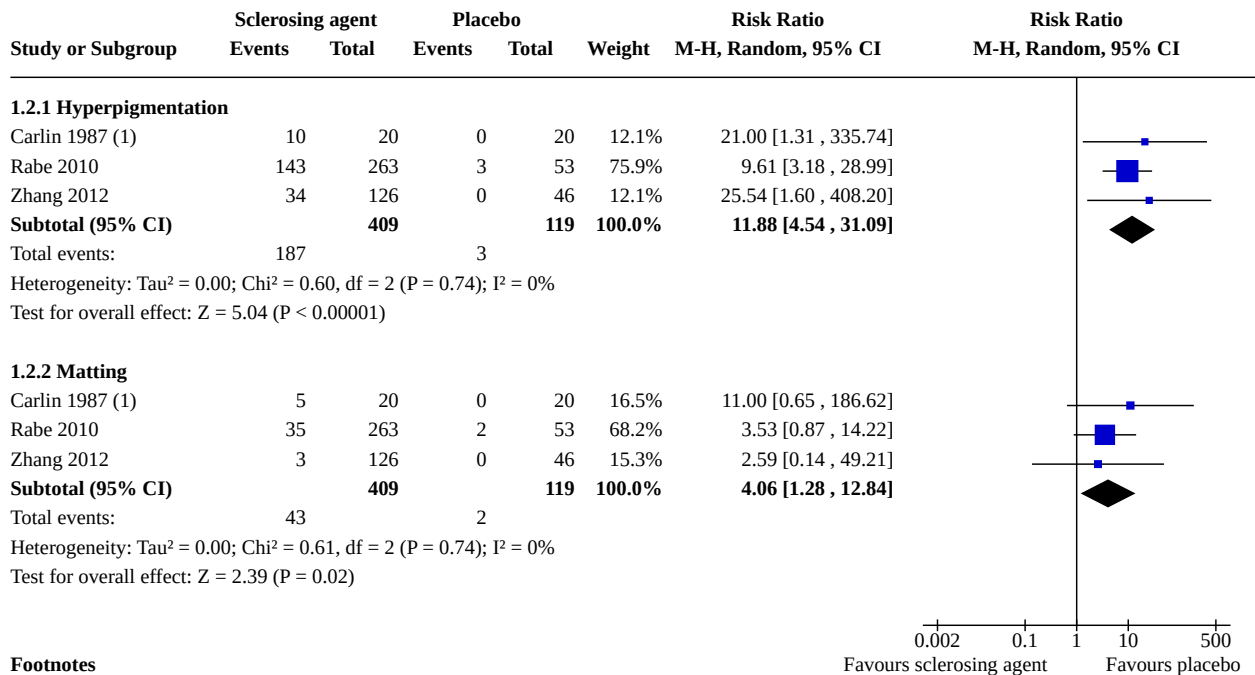 Sclerosing agent Placebo Risk Ratio Risk Ratio
Study or Subgroup Events Total Events Total Weight M-H, Random, 95% CI M-H, Random, 95% CI
1.2.1 Hyperpigmentation
Carlin 1987 (1) 10 20 0 20 12.1% 21.00 [1.31 , 335.74]
Rabe 2010 143 263 3 53 75.9% 9.61 [3.18 , 28.99]
Zhang 2012 34 126 0 46 12.1% 25.54 [1.60 , 408.20]
Subtotal (95% CI) 409 119 100.0% 11.88 [4.54 , 31.09]
Total events: 187 3
Heterogeneity: Tau² = 0.00; Chi² = 0.60, df = 2 (P = 0.74); I² = 0%
Test for overall effect: Z = 5.04 (P < 0.00001)
1.2.2 Matting
Carlin 1987 (1) 5 20 0 20 16.5% 11.00 [0.65 , 186.62]
Rabe 2010 35 263 2 53 68.2% 3.53 [0.87 , 14.22]
Zhang 2012 3 126 0 46 15.3% 2.59 [0.14 , 49.21]
Subtotal (95% CI) 409 119 100.0% 4.06 [1.28 , 12.84]
Total events: 43 2
Heterogeneity: Tau² = 0.00; Chi² = 0.61, df = 2 (P = 0.74); I² = 0%
Test for overall effect: Z = 2.39 (P = 0.02)
0.002 0.1 1 10 500
Footnotes Favours sclerosing agent Favours placebo